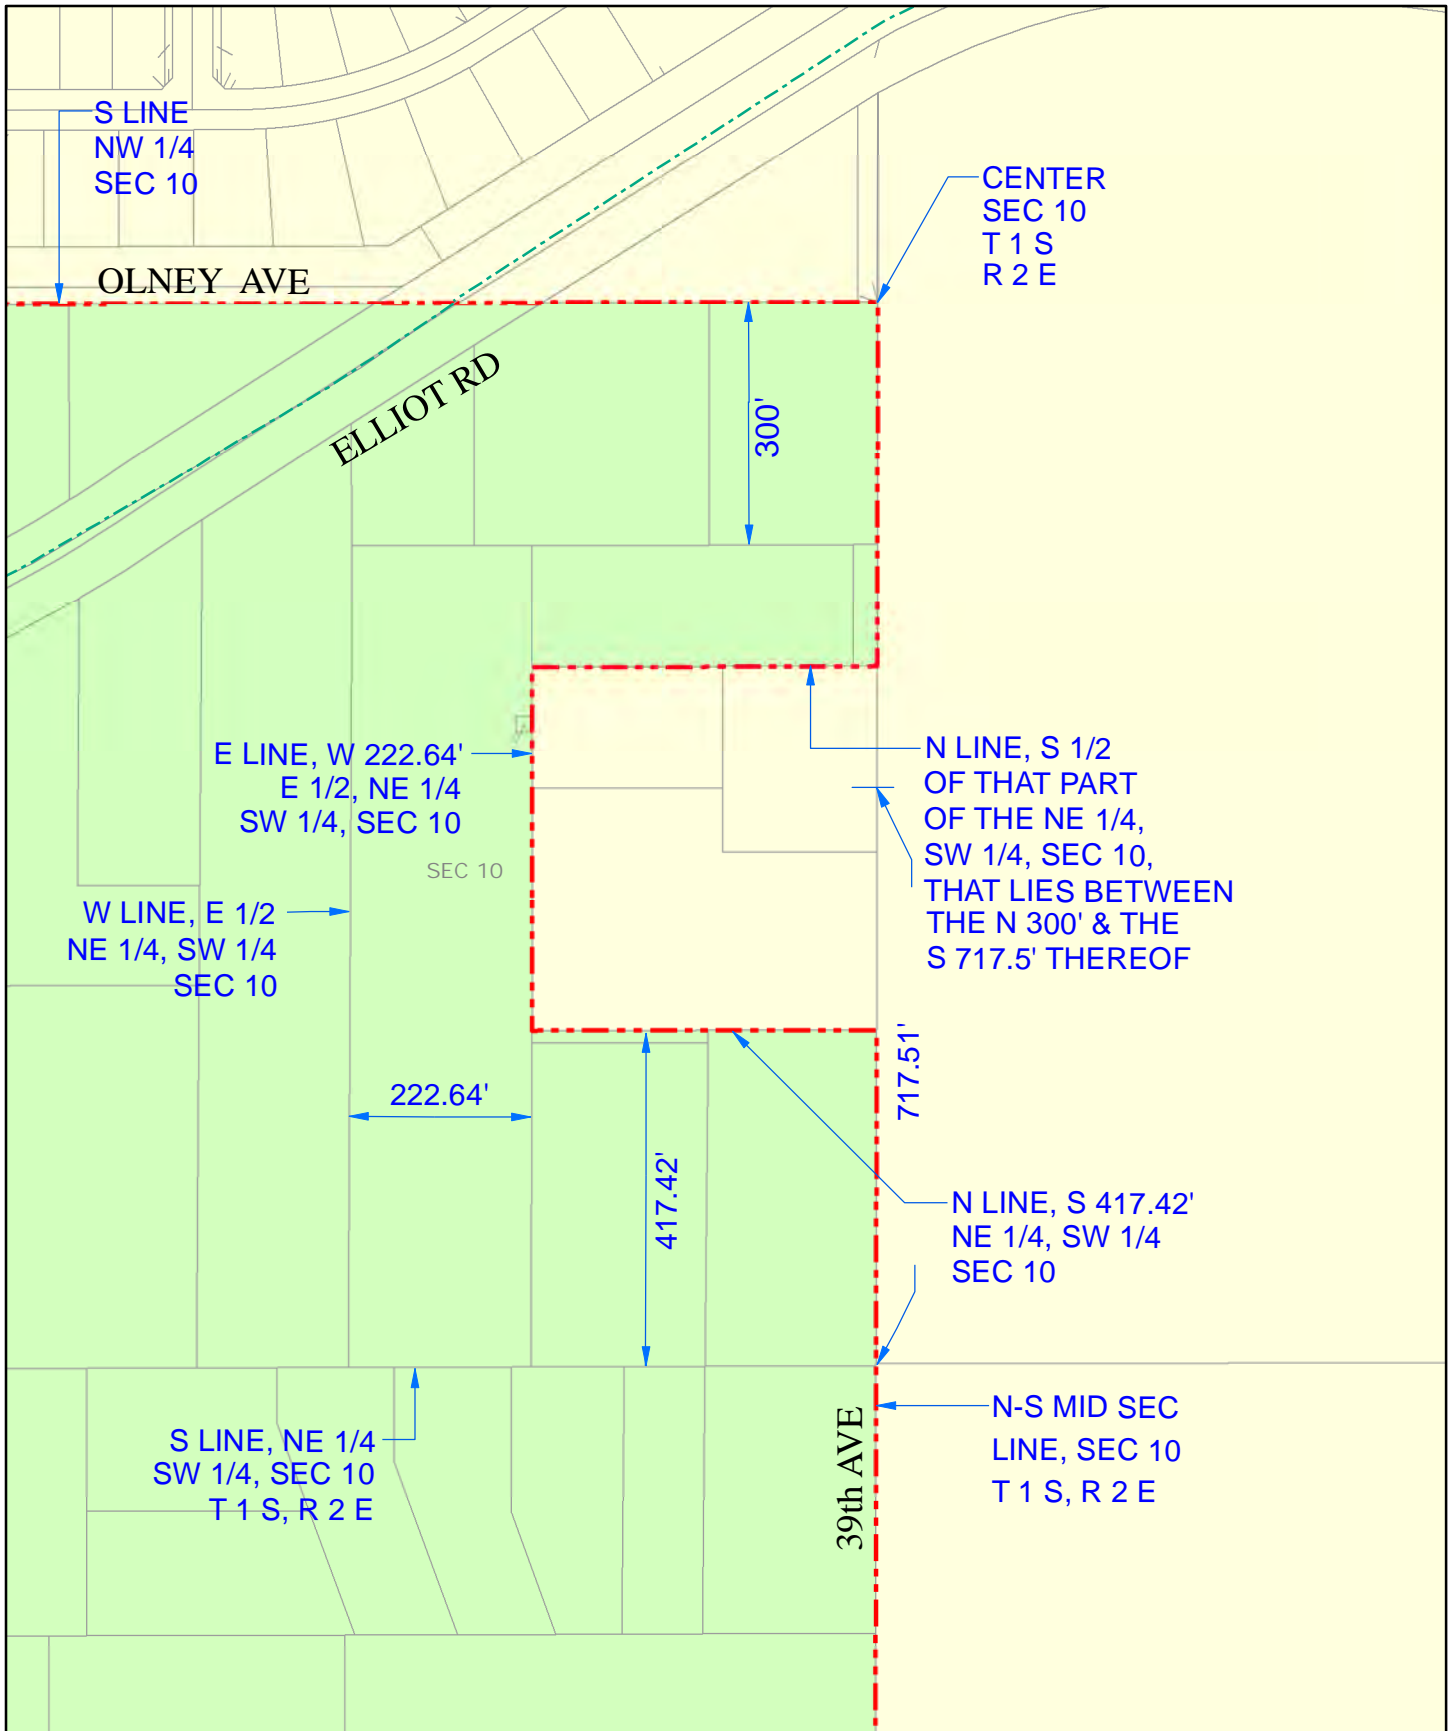 S LINE
NW 1/4
SEC 10
CENTER
SEC 10
T 1 S
R 2 E
OLNEY AVE
ELLIOT RD
300'
E LINE, W 222.64'
E 1/2, NE 1/4
SW 1/4, SEC 10
N LINE, S 1/2
OF THAT PART
OF THE NE 1/4,
SW 1/4, SEC 10,
THAT LIES BETWEEN
THE N 300' & THE
S 717.5' THEREOF
SEC 10
W LINE, E 1/2
NE 1/4, SW 1/4
SEC 10
717.51'
222.64'
417.42'
N LINE, S 417.42'
NE 1/4, SW 1/4
SEC 10
S LINE, NE 1/4
SW 1/4, SEC 10
T 1 S, R 2 E
39th AVE
N-S MID SEC
LINE, SEC 10
T 1 S, R 2 E